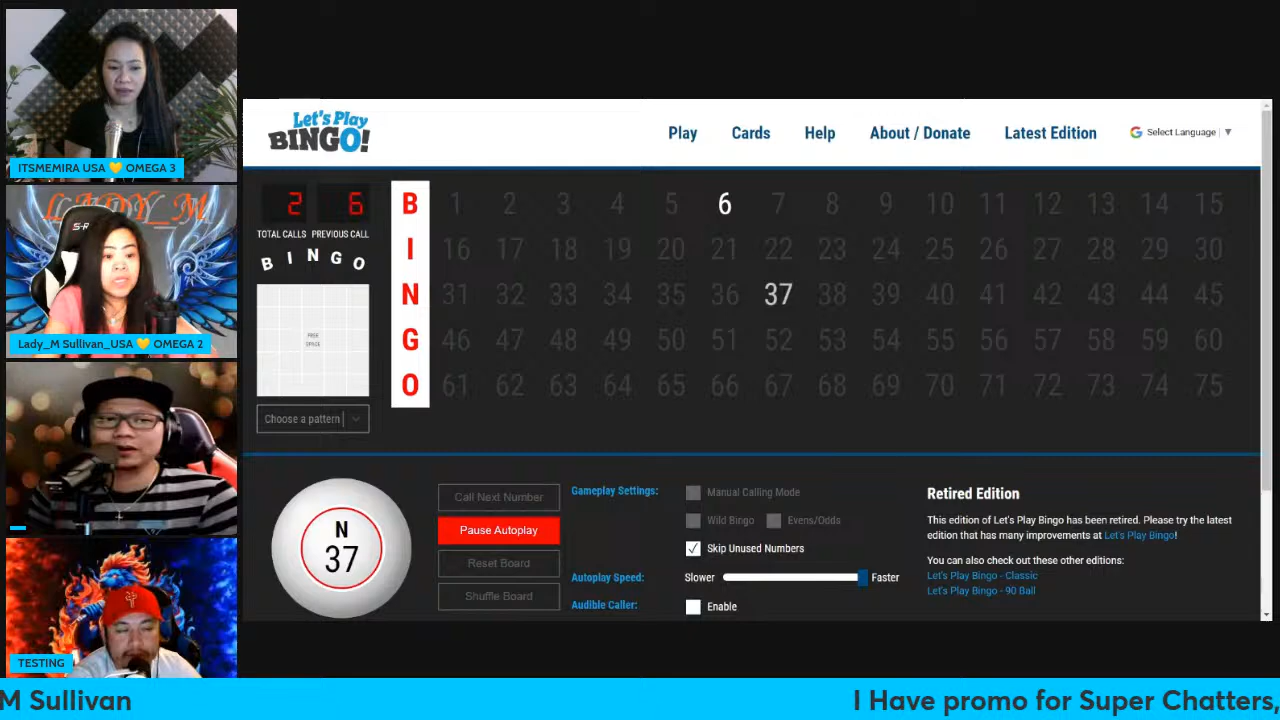 ITSMEMIRA USA 💛 OMEGA 3
LADY_M
S-R
Lady_M Sullivan_USA 💛 OMEGA 2
TESTING
Let's Play
BINGO!
Play Cards Help About / Donate Latest Edition Select Language ▼
2 6
TOTAL CALLS PREVIOUS CALL
B I N G O
FREE
SPACE
Choose a pattern
B 1 2 3 4 5 6 7 8 9 10 11 12 13 14 15
I 16 17 18 19 20 21 22 23 24 25 26 27 28 29 30
N 31 32 33 34 35 36 37 38 39 40 41 42 43 44 45
G 46 47 48 49 50 51 52 53 54 55 56 57 58 59 60
O 61 62 63 64 65 66 67 68 69 70 71 72 73 74 75
N
37
Call Next Number
Pause Autoplay
Reset Board
Shuffle Board
Gameplay Settings:
Manual Calling Mode
Wild Bingo Evens/Odds
Skip Unused Numbers
Autoplay Speed: Slower Faster
Audible Caller: Enable
Retired Edition
This edition of Let's Play Bingo has been retired. Please try the latest
edition that has many improvements at Let's Play Bingo!
You can also check out these other editions:
Let's Play Bingo - Classic
Let's Play Bingo - 90 Ball
M Sullivan I Have promo for Super Chatters,